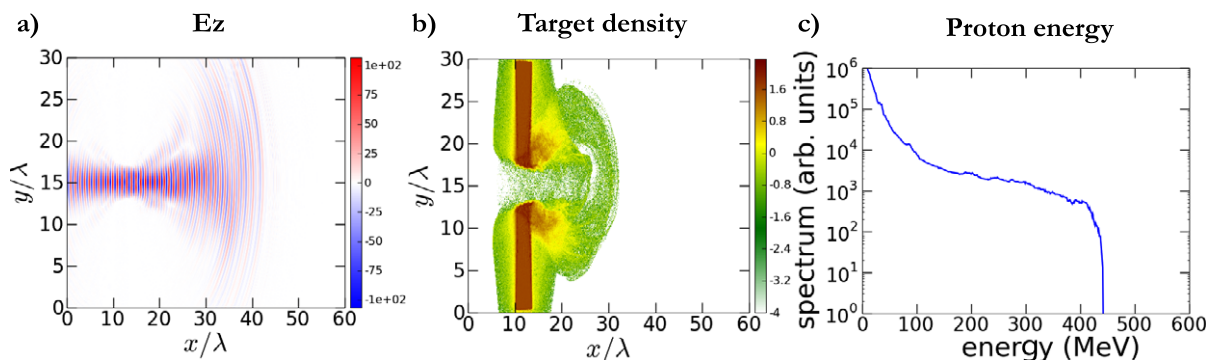 a) Ez
30
25
20
15
10
5
0
y/λ
0 10 20 30 40 50 60
x/λ
1e+02
75
50
25
0
-25
-50
-75
-1e+02
b) Target density
30
25
20
15
10
5
0
y/λ
0 10 20 30 40 50 60
x/λ
1.6
0.8
0
-0.8
-1.6
-2.4
-3.2
-4
c) Proton energy
10^6
10^5
10^4
10^3
10^2
10^1
10^0
spectrum (arb. units)
0 100 200 300 400 500 600
energy (MeV)